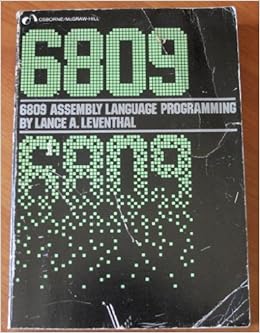 OSBORNE/McGRAW-HILL
6809
6809 ASSEMBLY LANGUAGE PROGRAMMING
BY LANCE A. LEVENTHAL
6809